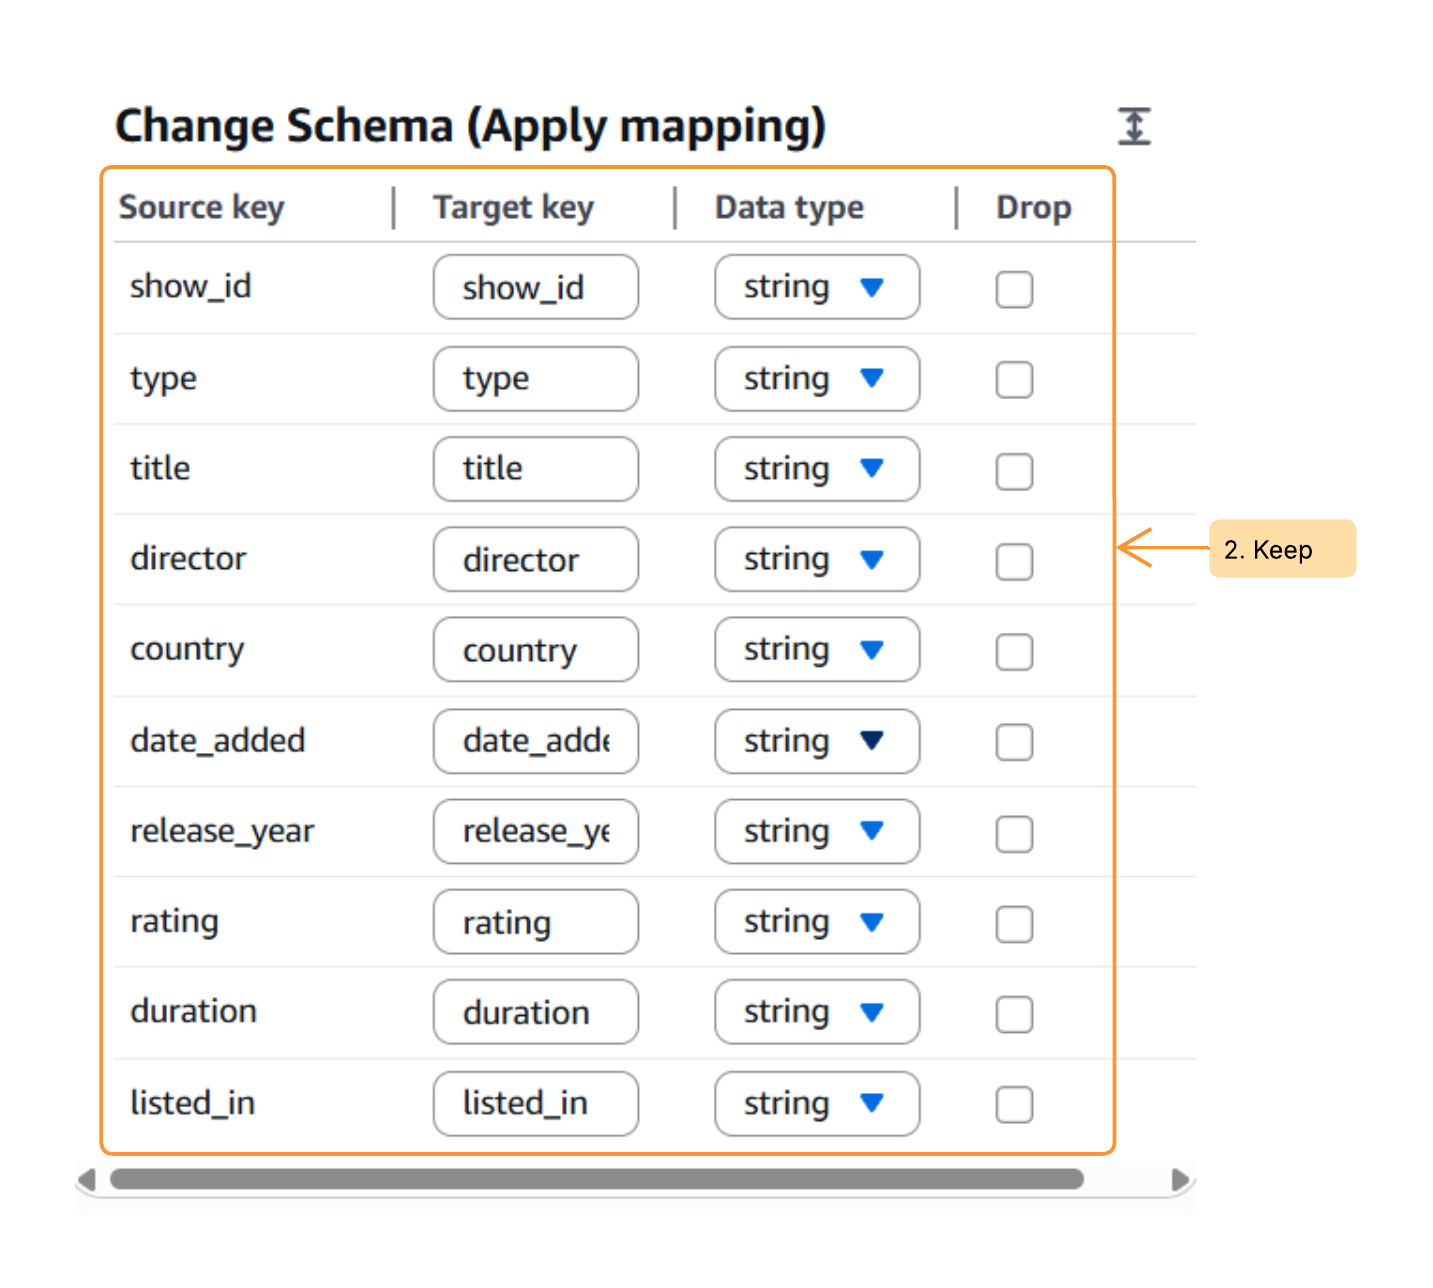 Change Schema (Apply mapping)
Source key Target key Data type Drop
show_id show_id string
type type string
title title string
director director string
2. Keep
country country string
date_added date_adde string
release_year release_ye string
rating rating string
duration duration string
listed_in listed_in string